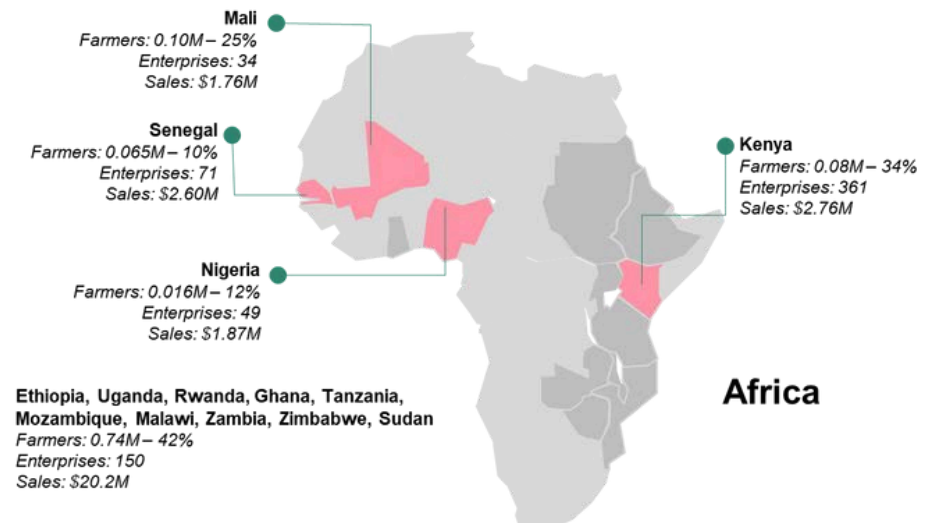 Mali
Farmers: 0.10M – 25%
Enterprises: 34
Sales: $1.76M
Senegal
Farmers: 0.065M – 10%
Enterprises: 71
Sales: $2.60M
Kenya
Farmers: 0.08M – 34%
Enterprises: 361
Sales: $2.76M
Nigeria
Farmers: 0.016M – 12%
Enterprises: 49
Sales: $1.87M
Ethiopia, Uganda, Rwanda, Ghana, Tanzania,
Mozambique, Malawi, Zambia, Zimbabwe, Sudan
Farmers: 0.74M – 42%
Enterprises: 150
Sales: $20.2M
Africa